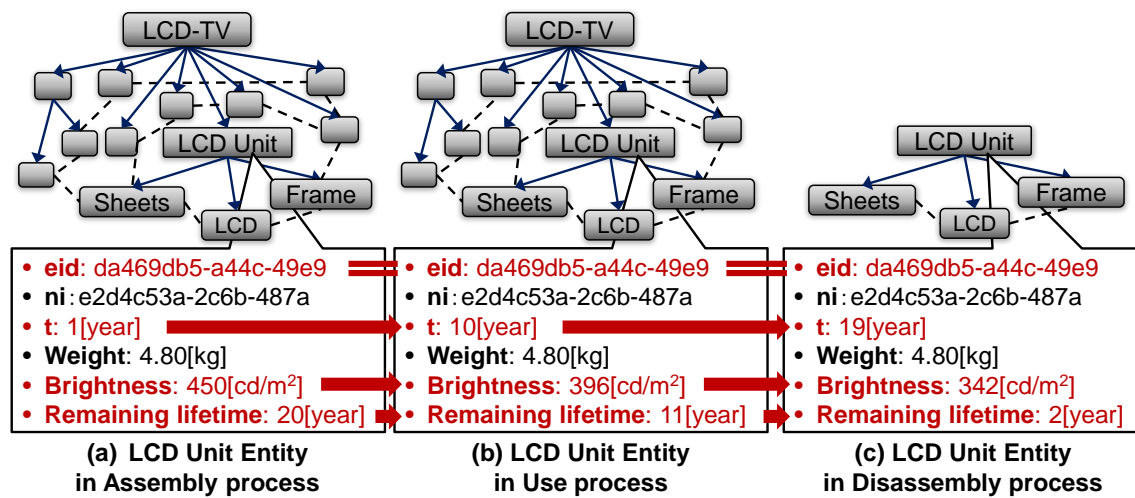 LCD-TV
LCD Unit
Sheets
Frame
LCD
• eid: da469db5-a44c-49e9
• ni:e2d4c53a-2c6b-487a
• t: 1[year]
• Weight: 4.80[kg]
• Brightness: 450[cd/m²]
• Remaining lifetime: 20[year]
(a) LCD Unit Entity
in Assembly process
LCD-TV
LCD Unit
Sheets
Frame
LCD
• eid: da469db5-a44c-49e9
• ni:e2d4c53a-2c6b-487a
• t: 10[year]
• Weight: 4.80[kg]
• Brightness: 396[cd/m²]
• Remaining lifetime: 11[year]
(b) LCD Unit Entity
in Use process
LCD Unit
Sheets
Frame
LCD
• eid: da469db5-a44c-49e9
• ni:e2d4c53a-2c6b-487a
• t: 19[year]
• Weight: 4.80[kg]
• Brightness: 342[cd/m²]
• Remaining lifetime: 2[year]
(c) LCD Unit Entity
in Disassembly process